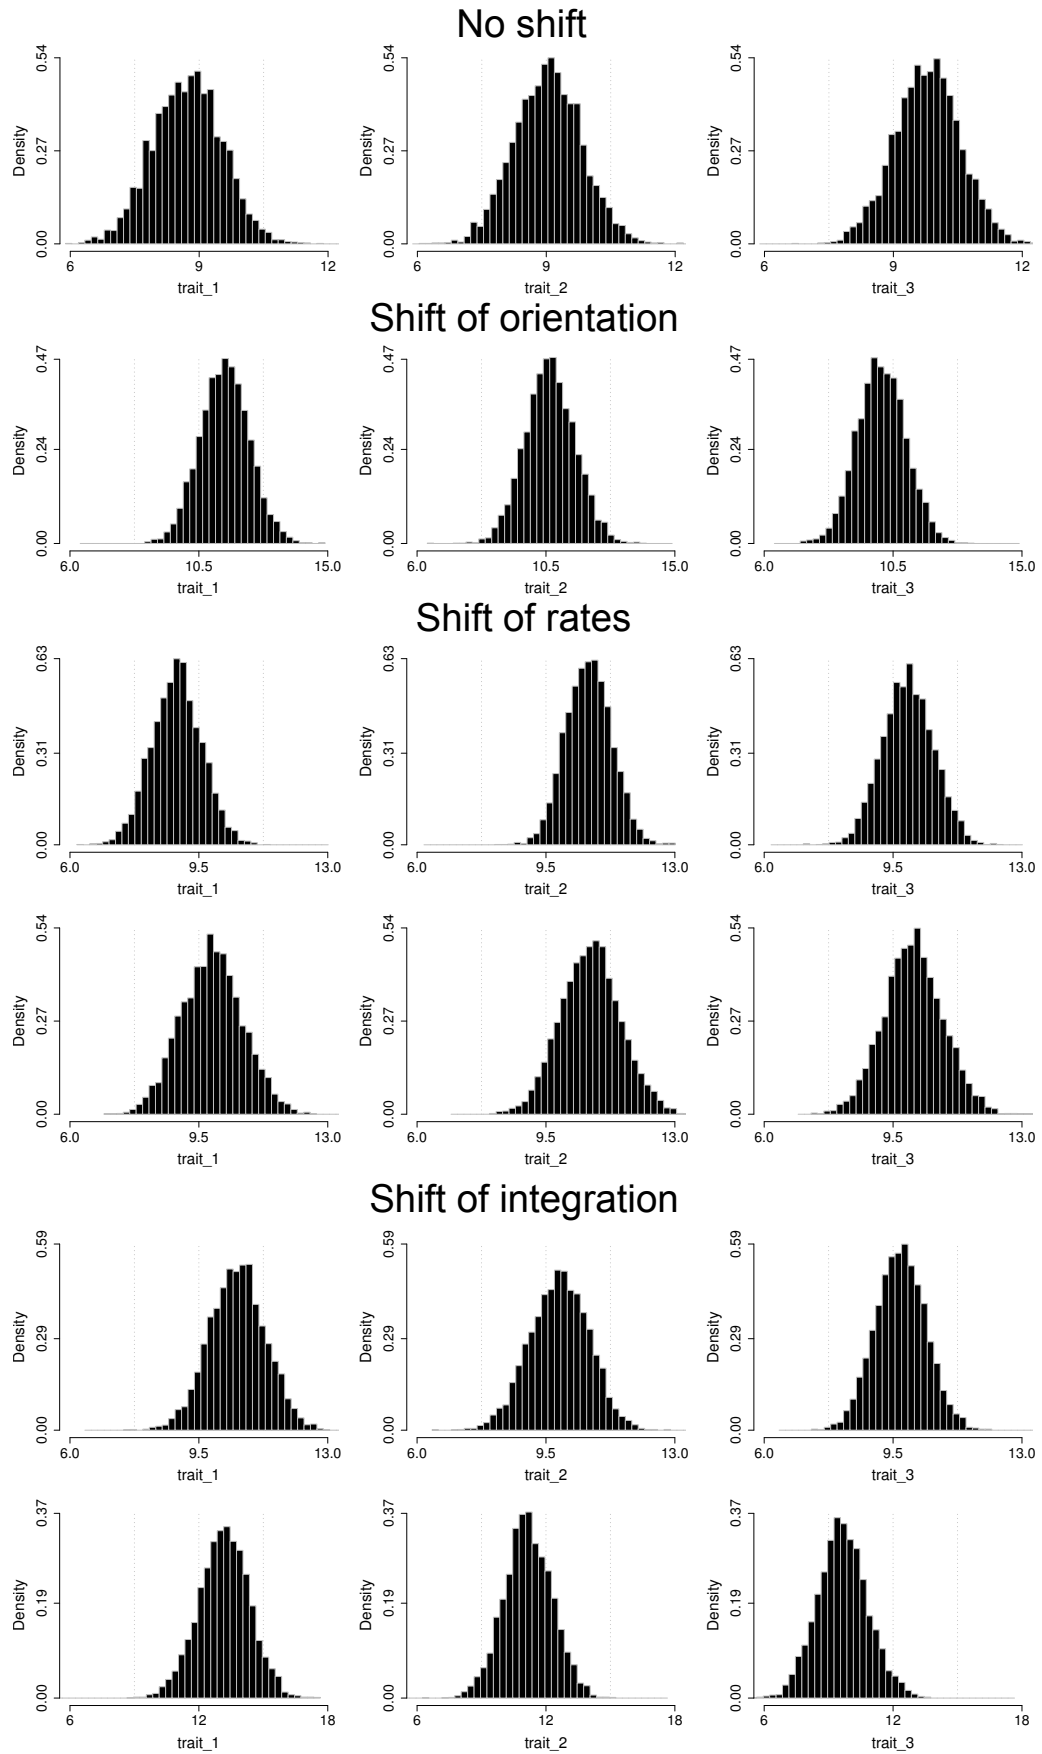 No shift
Density 0.00 0.27 0.54
6 9 12
trait_1
Density 0.00 0.27 0.54
6 9 12
trait_2
Density 0.00 0.27 0.54
6 9 12
trait_3
Shift of orientation
Density 0.00 0.24 0.47
6.0 10.5 15.0
trait_1
Density 0.00 0.24 0.47
6.0 10.5 15.0
trait_2
Density 0.00 0.24 0.47
6.0 10.5 15.0
trait_3
Shift of rates
Density 0.00 0.31 0.63
6.0 9.5 13.0
trait_1
Density 0.00 0.31 0.63
6.0 9.5 13.0
trait_2
Density 0.00 0.31 0.63
6.0 9.5 13.0
trait_3
Density 0.00 0.27 0.54
6.0 9.5 13.0
trait_1
Density 0.00 0.27 0.54
6.0 9.5 13.0
trait_2
Density 0.00 0.27 0.54
6.0 9.5 13.0
trait_3
Shift of integration
Density 0.00 0.29 0.59
6.0 9.5 13.0
trait_1
Density 0.00 0.29 0.59
6.0 9.5 13.0
trait_2
Density 0.00 0.29 0.59
6.0 9.5 13.0
trait_3
Density 0.00 0.19 0.37
6 12 18
trait_1
Density 0.00 0.19 0.37
6 12 18
trait_2
Density 0.00 0.19 0.37
6 12 18
trait_3